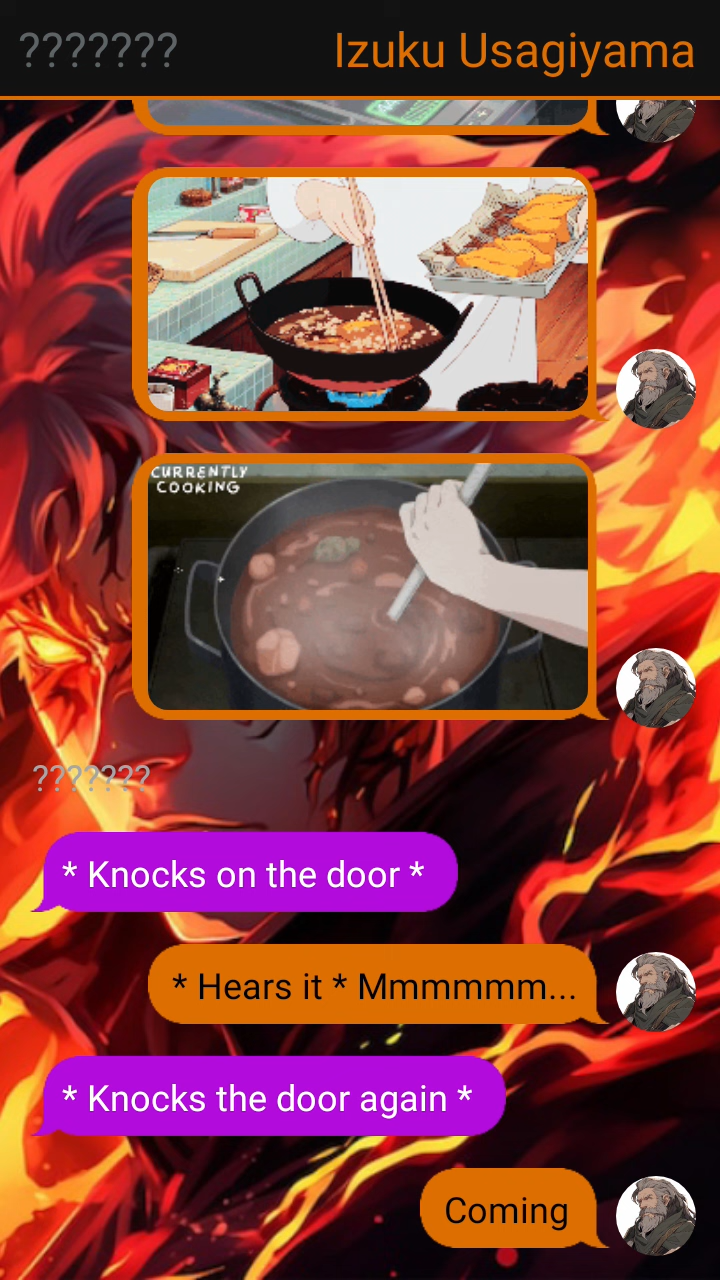 ??????? Izuku Usagiyama
CURRENTLY
COOKING
???????
* Knocks on the door *
* Hears it * Mmmmmm...
* Knocks the door again *
Coming